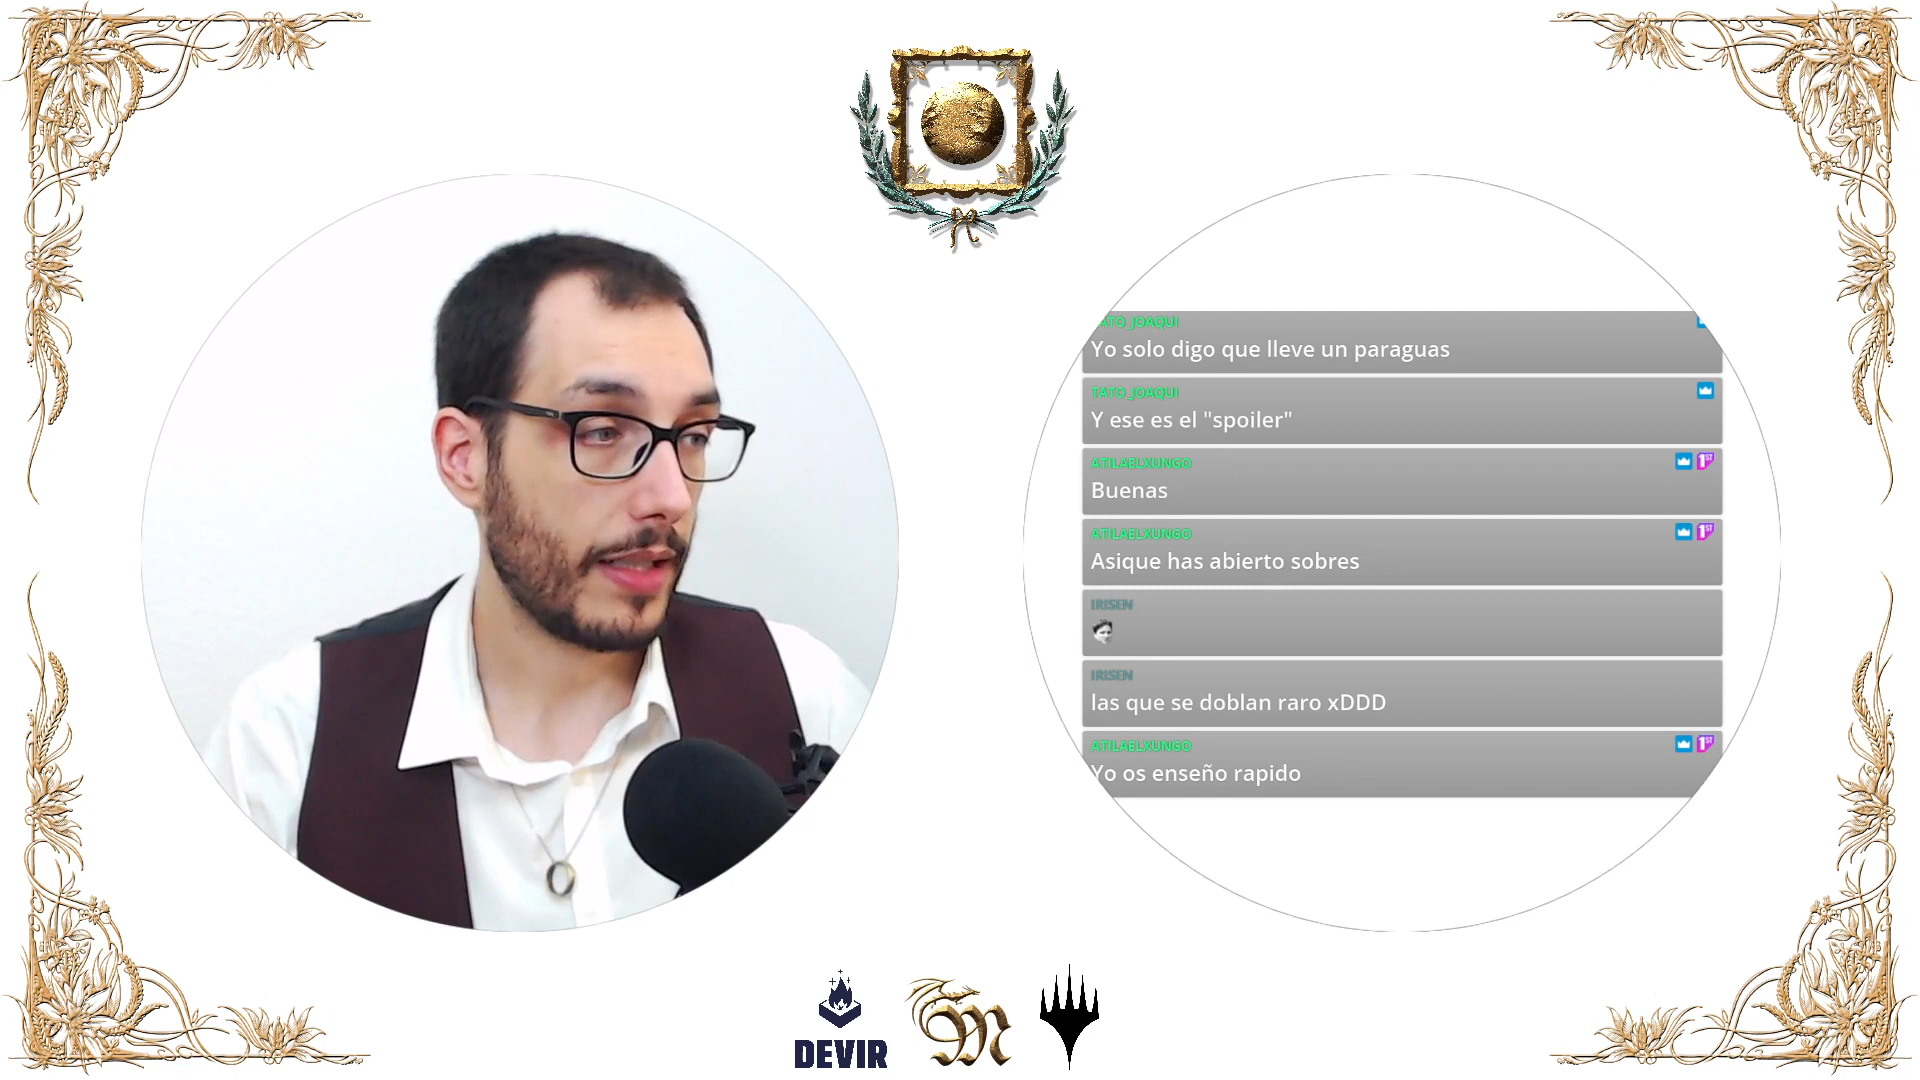 TATO_JOAQUI
Yo solo digo que lleve un paraguas
TATO_JOAQUI
Y ese es el "spoiler"
ATILAELXUNGO
Buenas
ATILAELXUNGO
Asique has abierto sobres
IRISEN
IRISEN
las que se doblan raro xDDD
ATILAELXUNGO
Yo os enseño rapido
DEVIR
M